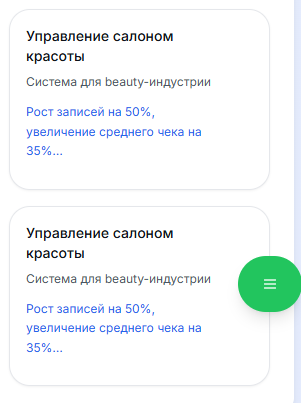 Управление салоном
красоты
Система для beauty-индустрии
Рост записей на 50%,
увеличение среднего чека на
35%...
Управление салоном
красоты
Система для beauty-индустрии
Рост записей на 50%,
увеличение среднего чека на
35%...